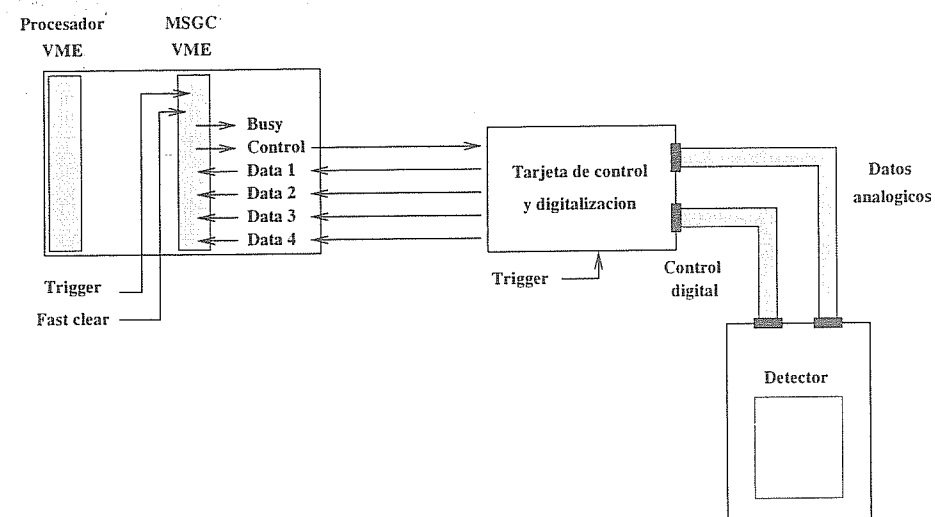 Procesador
VME
MSGC
VME
Busy
Control
Data 1
Data 2
Data 3
Data 4
Trigger
Fast clear
Tarjeta de control
y digitalizacion
Trigger
Control
digital
Datos
analogicos
Detector